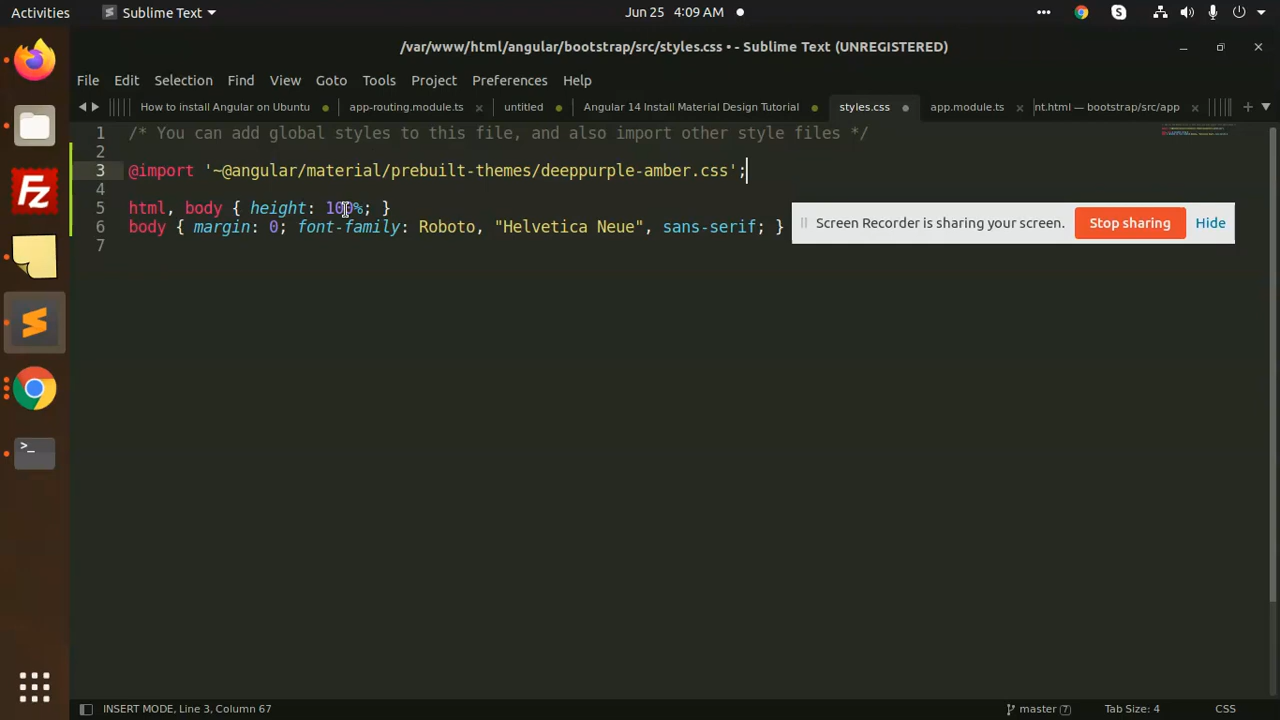 Activities Sublime Text Jun 25 4:09 AM
/var/www/html/angular/bootstrap/src/styles.css • - Sublime Text (UNREGISTERED)
File Edit Selection Find View Goto Tools Project Preferences Help
How to install Angular on Ubuntu app-routing.module.ts untitled Angular 14 Install Material Design Tutorial styles.css app.module.ts nt.html — bootstrap/src/app
1 /* You can add global styles to this file, and also import other style files */
2
3 @import '~@angular/material/prebuilt-themes/deeppurple-amber.css';
4
5 html, body { height: 100%; }
6 body { margin: 0; font-family: Roboto, "Helvetica Neue", sans-serif; }
7
Screen Recorder is sharing your screen. Stop sharing Hide
INSERT MODE, Line 3, Column 67 master 7 Tab Size: 4 CSS